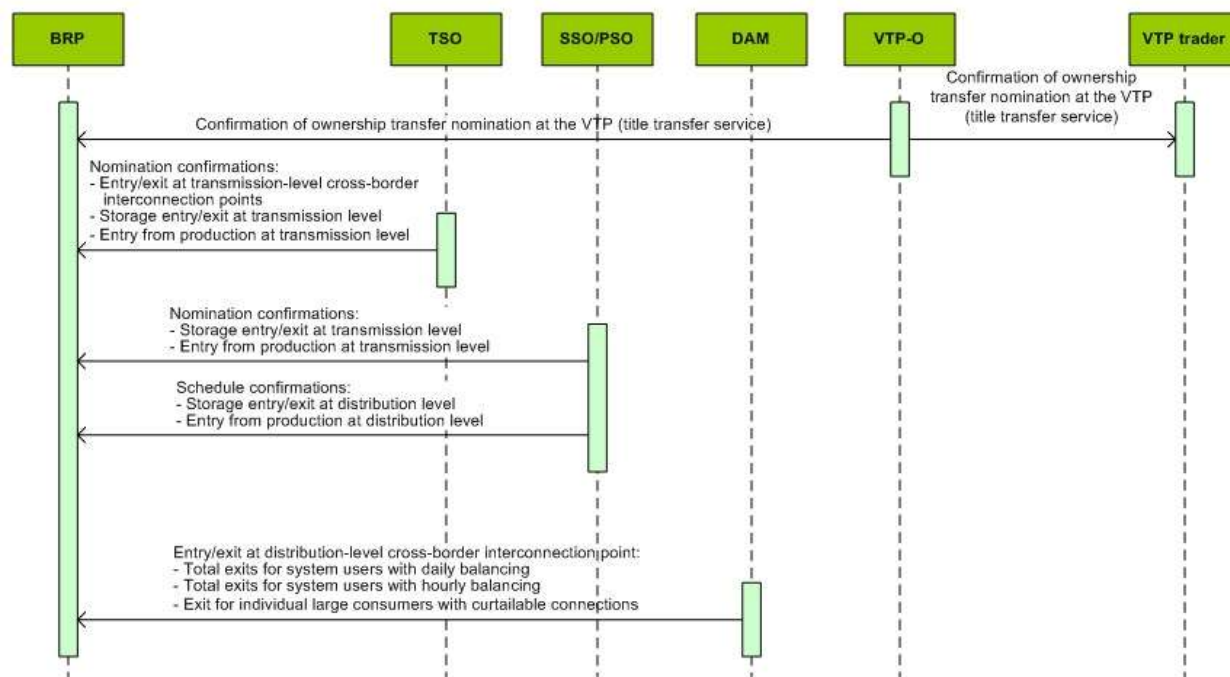 BRP
TSO
SSO/PSO
DAM
VTP-O
VTP trader
Confirmation of ownership
transfer nomination at the VTP
(title transfer service)
Confirmation of ownership transfer nomination at the VTP (title transfer service)
Nomination confirmations:
- Entry/exit at transmission-level cross-border
interconnection points
- Storage entry/exit at transmission level
- Entry from production at transmission level
Nomination confirmations:
- Storage entry/exit at transmission level
- Entry from production at transmission level
Schedule confirmations:
- Storage entry/exit at distribution level
- Entry from production at distribution level
Entry/exit at distribution-level cross-border interconnection point:
- Total exits for system users with daily balancing
- Total exits for system users with hourly balancing
- Exit for individual large consumers with curtailable connections